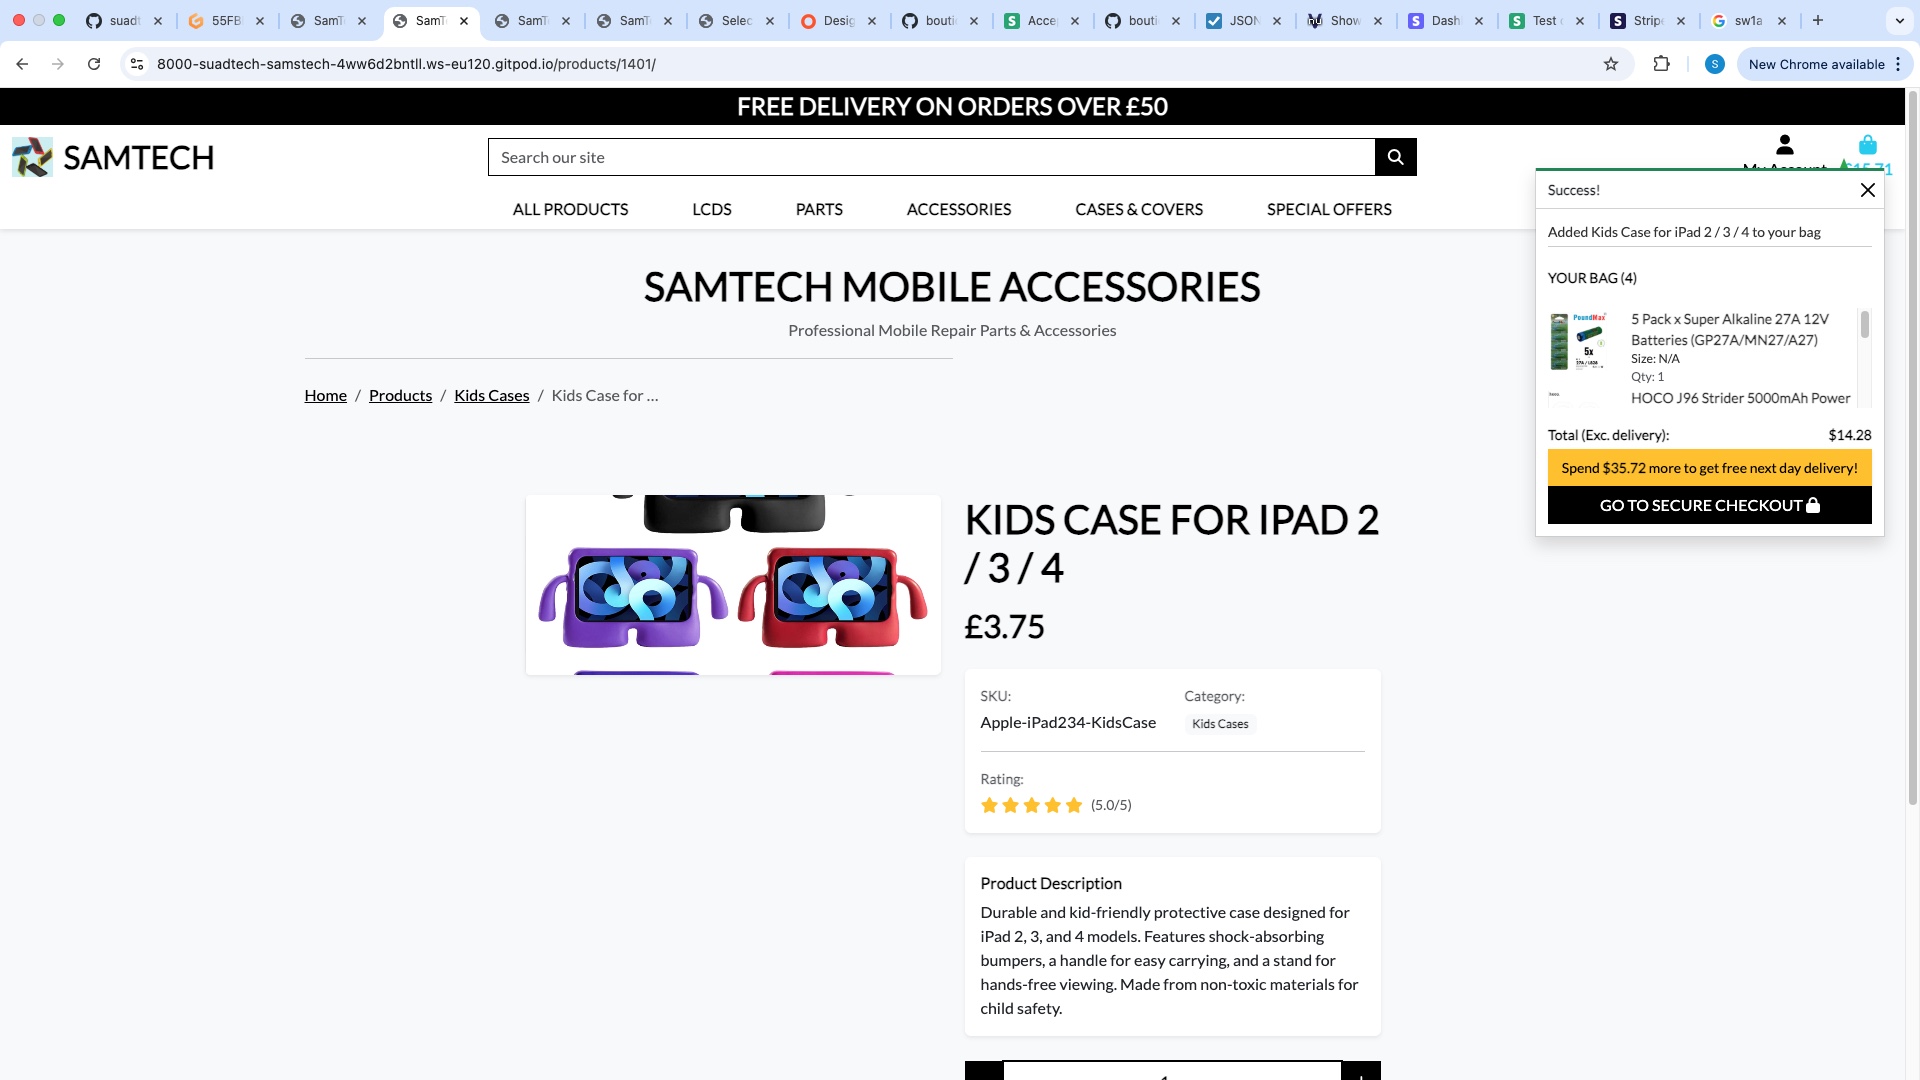 suadt
55FB
SamT
SamT
SamT
SamT
Selec
Desig
bouti
Acce
bouti
JSON
Show
Dash
Test
Stripe
sw1a
8000-suadtech-samstech-4ww6d2bntll.ws-eu120.gitpod.io/products/1401/
S
New Chrome available
FREE DELIVERY ON ORDERS OVER £50
SAMTECH
Search our site
My Account
£15.71
ALL PRODUCTS
LCDS
PARTS
ACCESSORIES
CASES & COVERS
SPECIAL OFFERS
Success!
Added Kids Case for iPad 2 / 3 / 4 to your bag
YOUR BAG (4)
PoundMax
5x
5 Pack x Super Alkaline 27A 12V
Batteries (GP27A/MN27/A27)
Size: N/A
Qty: 1
HOCO J96 Strider 5000mAh Power
Total (Exc. delivery):
$14.28
Spend $35.72 more to get free next day delivery!
GO TO SECURE CHECKOUT
SAMTECH MOBILE ACCESSORIES
Professional Mobile Repair Parts & Accessories
Home / Products / Kids Cases / Kids Case for ...
KIDS CASE FOR IPAD 2
/ 3 / 4
£3.75
SKU:
Apple-iPad234-KidsCase
Category:
Kids Cases
Rating:
(5.0/5)
Product Description
Durable and kid-friendly protective case designed for
iPad 2, 3, and 4 models. Features shock-absorbing
bumpers, a handle for easy carrying, and a stand for
hands-free viewing. Made from non-toxic materials for
child safety.